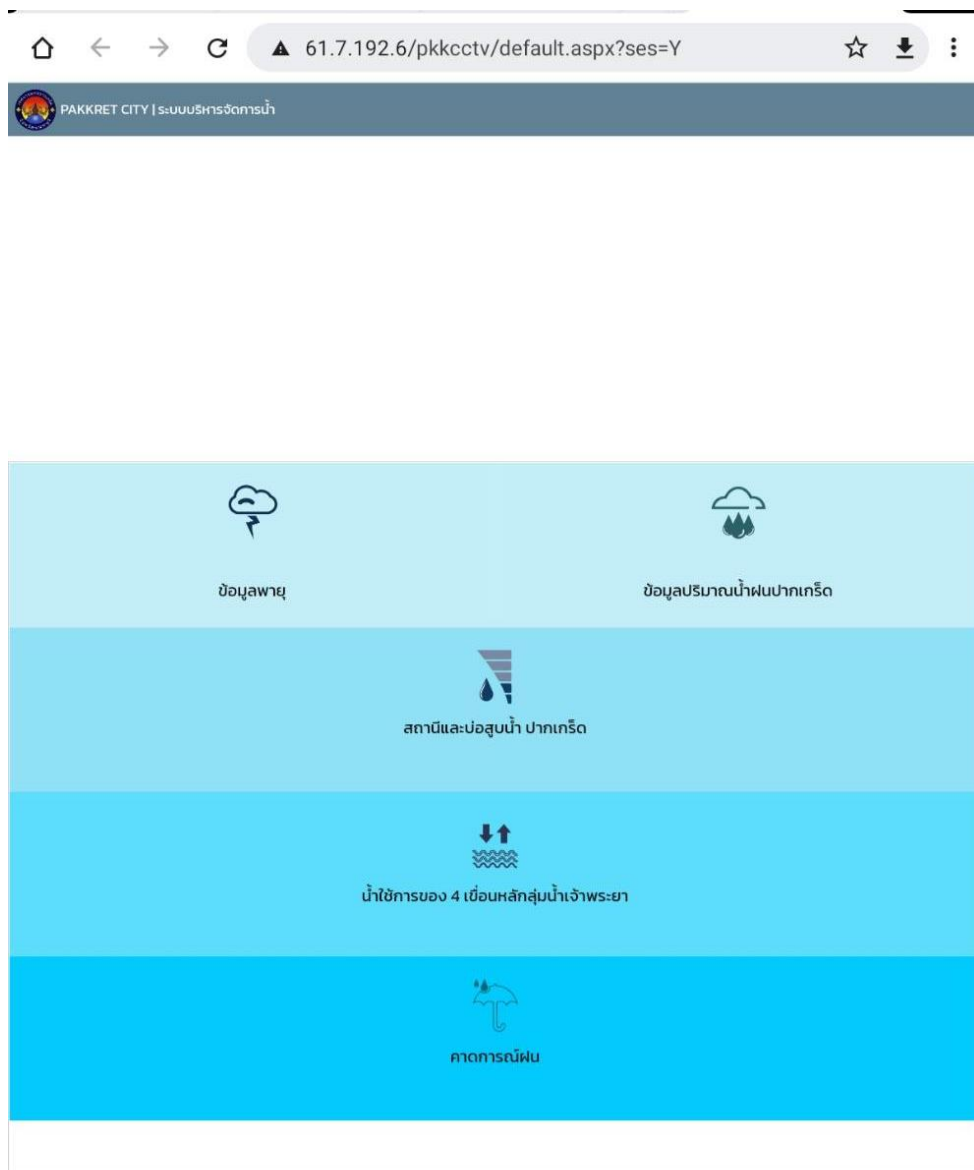 61.7.192.6/pkkcctv/default.aspx?ses=Y
PAKKRET CITY | ระบบริหารจัดการน้ำ
ข้อมูลพายุ
ข้อมูลปริมาณน้ำฝนปากเกร็ด
สถานีและบ่อสูบน้ำ ปากเกร็ด
น้ำใช้การของ 4 เขื่อนหลักลุ่มน้ำเจ้าพระยา
คาดการณ์ฝน